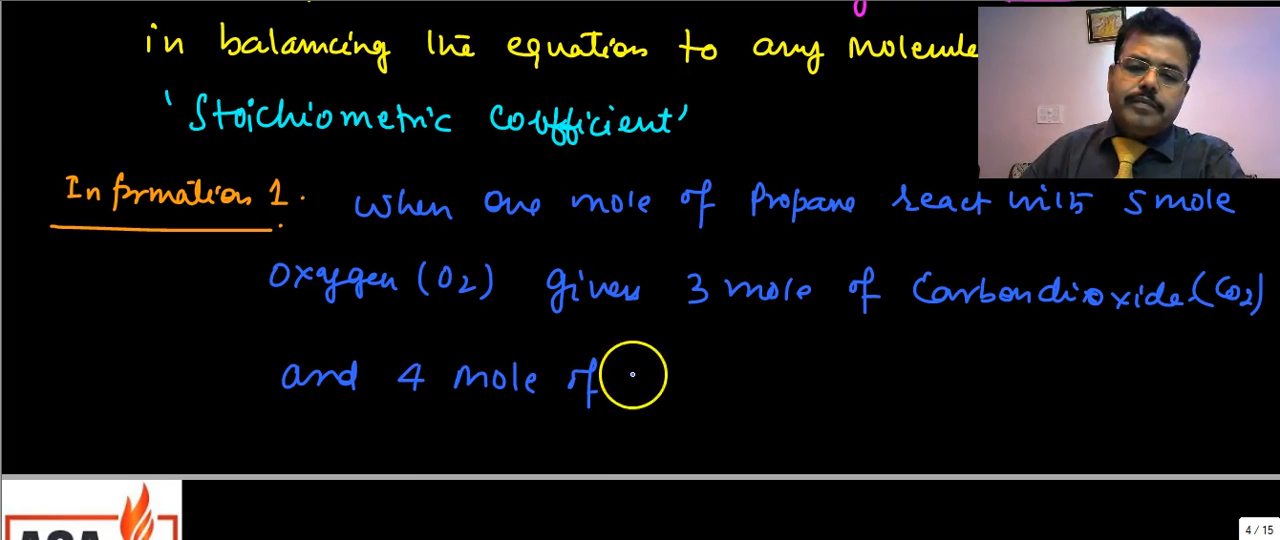 in balancing the equation to any molecule
'Stoichiometric Coefficient'
Information 1. When one mole of Propane react with 5 mole
Oxygen (O2) gives 3 mole of Carbondioxide (CO2)
and 4 mole of
4 / 15